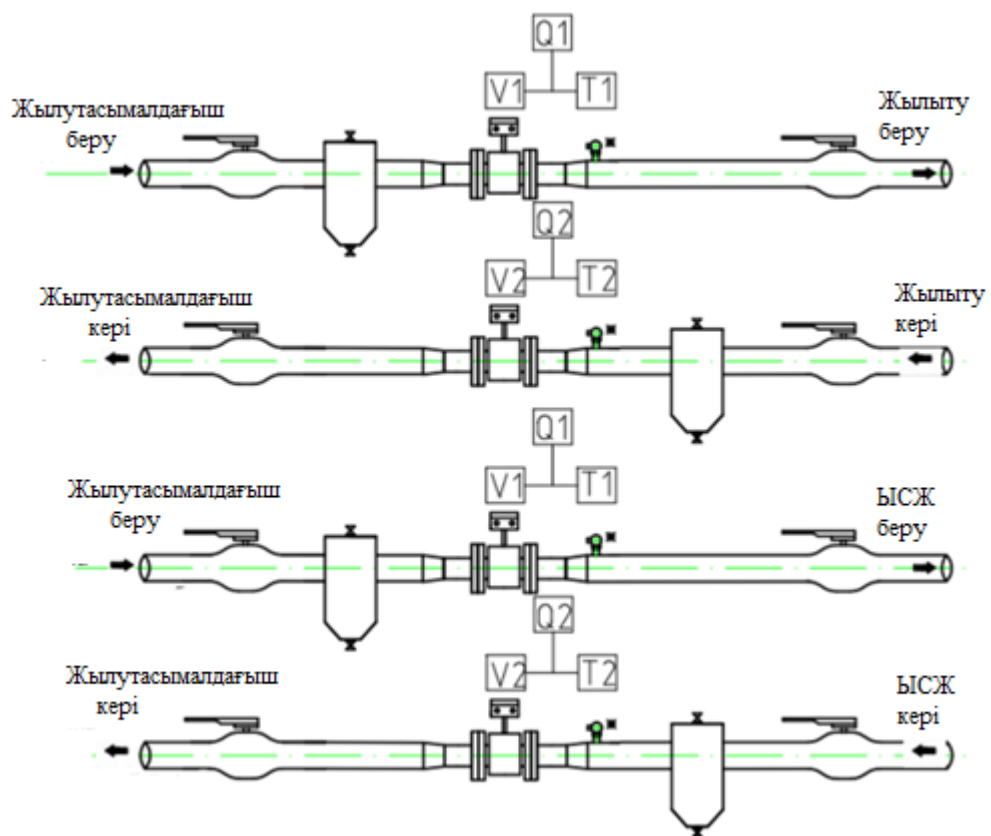 Q1
V1
T1
Жылутасымалдағыш
беру
Жылыту
беру
Q2
V2
T2
Жылутасымалдағыш
кері
Жылыту
кері
Q1
V1
T1
Жылутасымалдағыш
беру
ЫСЖ
беру
Q2
V2
T2
Жылутасымалдағыш
кері
ЫСЖ
кері